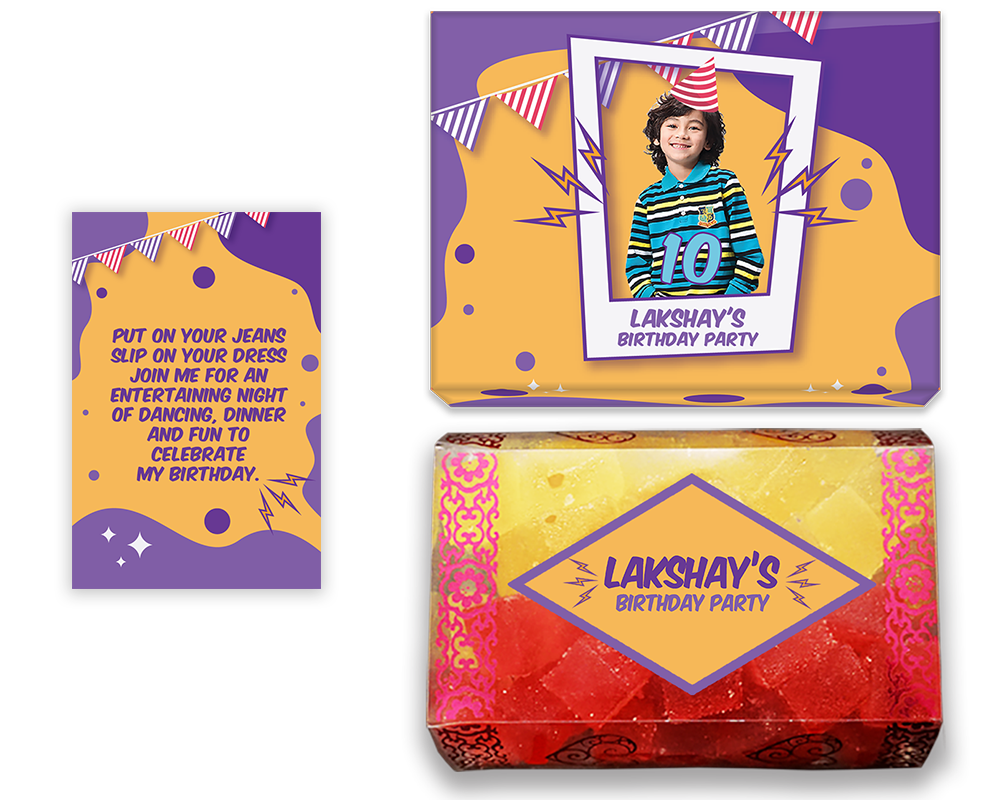 PUT ON YOUR JEANS
SLIP ON YOUR DRESS
JOIN ME FOR AN
ENTERTAINING NIGHT
OF DANCING, DINNER
AND FUN TO
CELEBRATE
MY BIRTHDAY.
10
LAKSHAY'S
BIRTHDAY PARTY
LAKSHAY'S
BIRTHDAY PARTY